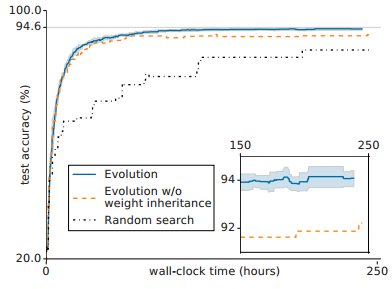 100.0
94.6
test accuracy (%)
150
250
94
92
Evolution
Evolution w/o
weight inheritance
Random search
20.0
0
wall-clock time (hours)
250